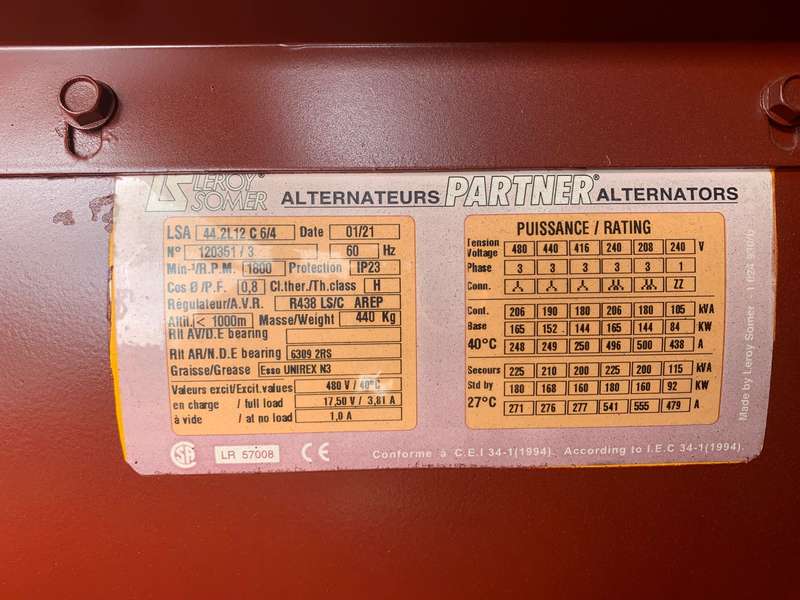 LS LEROY SOMER ALTERNATEURS PARTNER® ALTERNATORS
LSA 44.2L12 C 6/4 Date 01/21
N° 120351 / 3 60 Hz
Min-¹/R.P.M. 1800 Protection IP23
Cos Ø /P.F. 0,8 Cl.ther./Th.class H
Régulateur/A.V.R. R438 LS/C AREP
Altit. < 1000m Masse/Weight 440 Kg
Rlt AV/D.E bearing
Rlt AR/N.D.E bearing 6309 2RS
Graisse/Grease Esso UNIREX N3
Valeurs excit/Excit.values 480 V / 40°C
en charge / full load 17,50 V / 3,81 A
à vide / at no load 1,0 A
SA LR 57008 CE
PUISSANCE / RATING
Tension Voltage 480 440 416 240 208 240 V
Phase 3 3 3 3 3 1
Conn. ZZ
Cont. 206 190 180 206 180 105 kVA
Base 165 152 144 165 144 84 KW
40°C 248 249 250 496 500 438 A
Secours 225 210 200 225 200 115 kVA
Std by 180 168 160 180 160 92 KW
27°C 271 276 277 541 555 479 A
Conforme à C.E.I 34-1(1994). According to I.E.C 34-1(1994).
Made by Leroy Somer